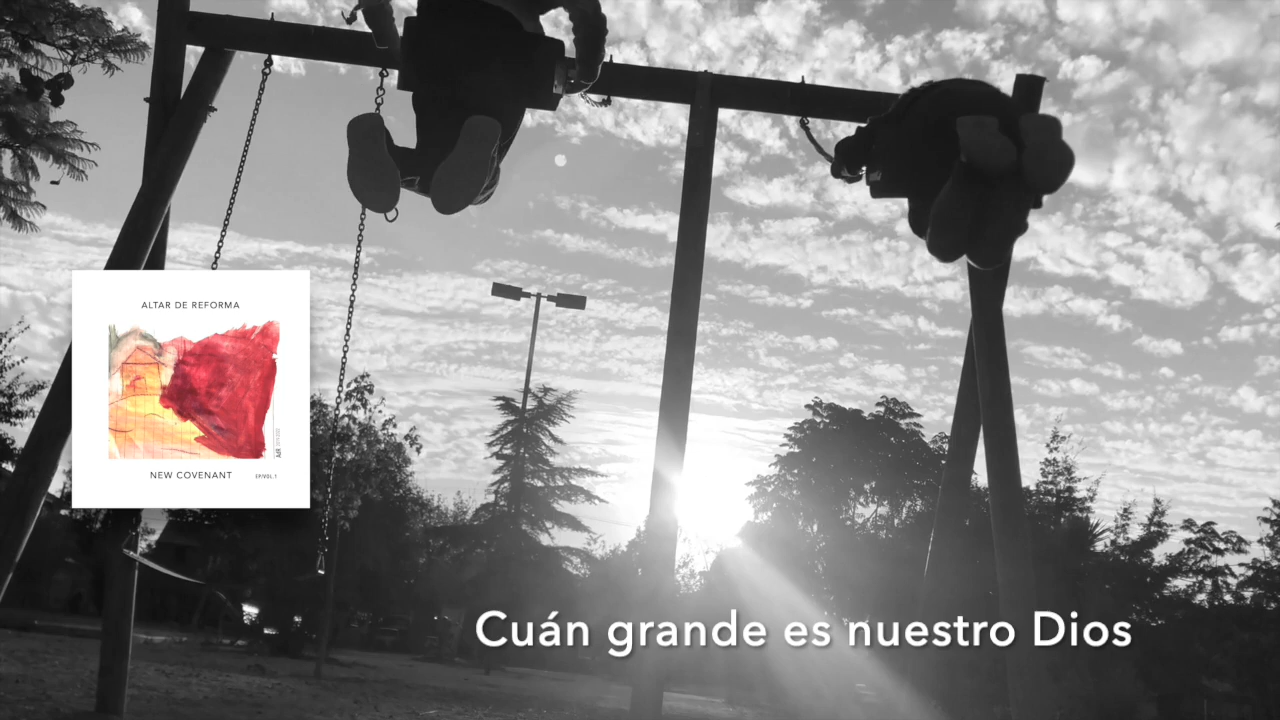 ALTAR DE REFORMA
NEW COVENANT
EP/VOL.1
Cuán grande es nuestro Dios